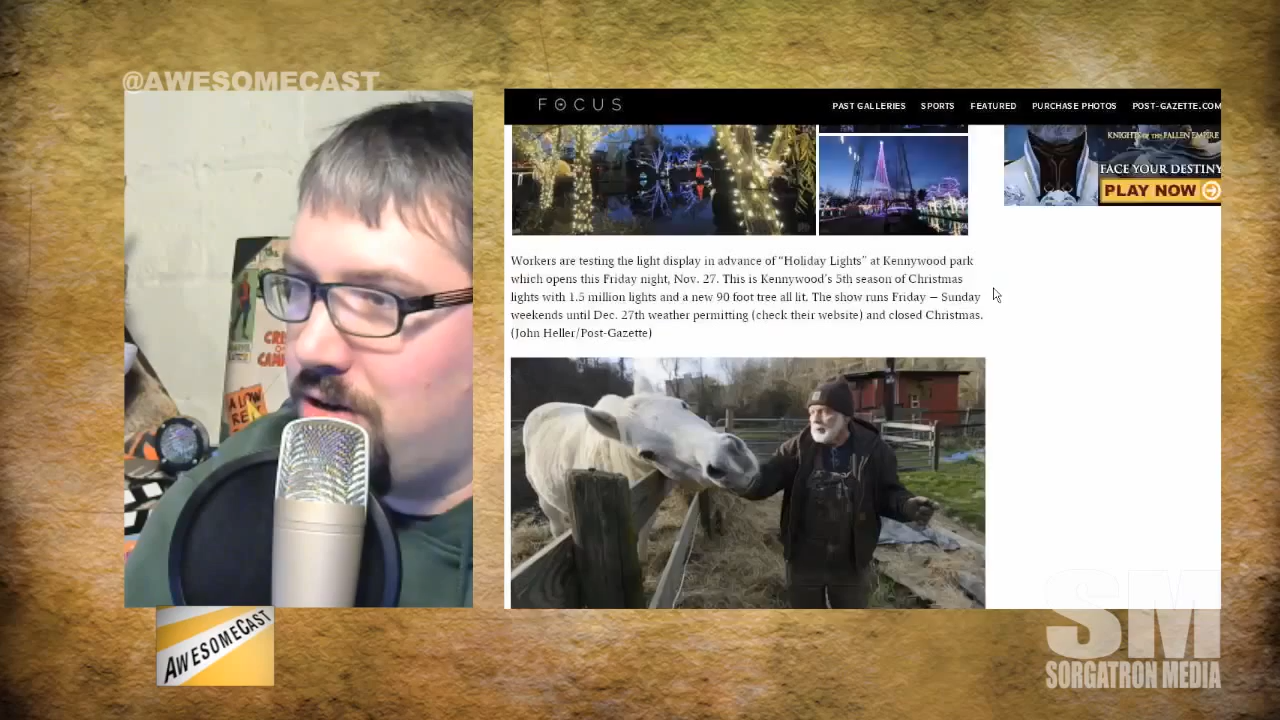 @AWESOMECAST
FOCUS
PAST GALLERIES SPORTS FEATURED PURCHASE PHOTOS POST-GAZETTE.COM
KNIGHTS OF THE FALLEN EMPIRE
FACE YOUR DESTINY
PLAY NOW
Workers are testing the light display in advance of “Holiday Lights” at Kennywood park
which opens this Friday night, Nov. 27. This is Kennywood’s 5th season of Christmas
lights with 1.5 million lights and a new 90 foot tree all lit. The show runs Friday – Sunday
weekends until Dec. 27th weather permitting (check their website) and closed Christmas.
(John Heller/Post-Gazette)
AWESOMECAST
SM
SORGATRON MEDIA